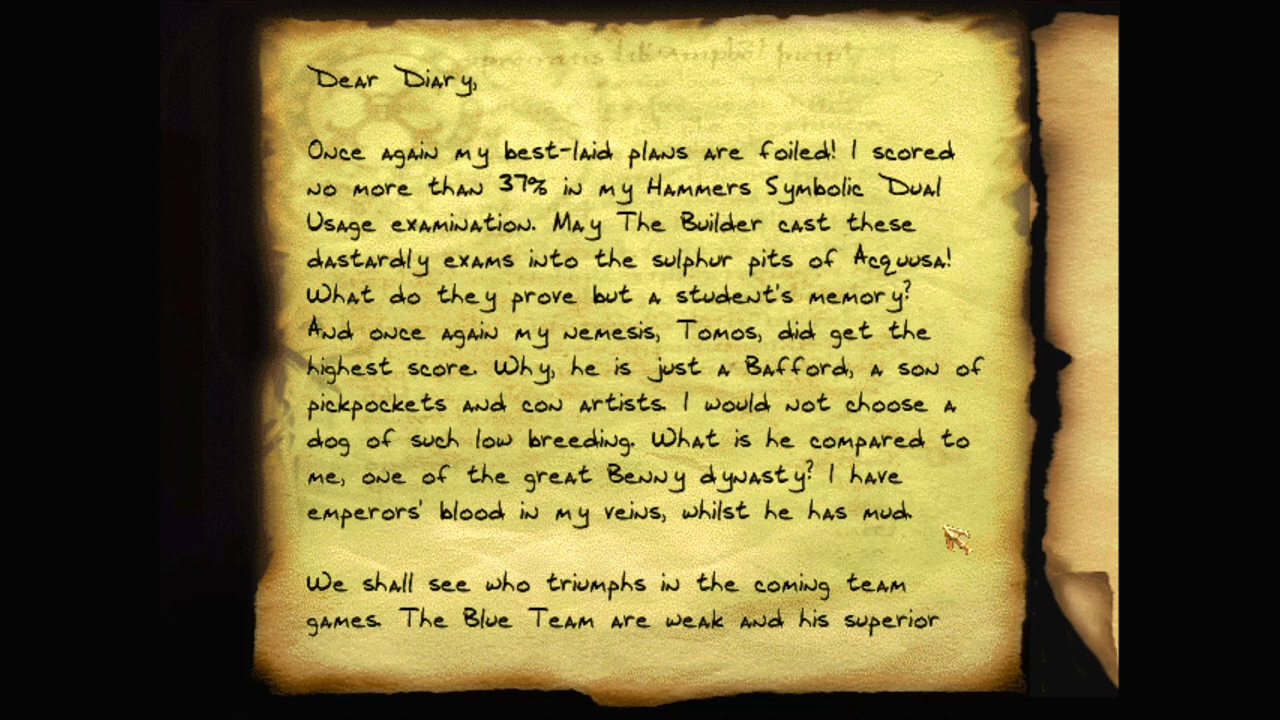 Dear Diary,
Once again my best-laid plans are foiled! I scored
no more than 37% in my Hammers Symbolic Dual
Usage examination. May The Builder cast these
dastardly exams into the sulphur pits of Acquusa!
What do they prove but a student's memory?
And once again my nemesis, Tomos, did get the
highest score. Why, he is just a Bafford, a son of
pickpockets and con artists. I would not choose a
dog of such low breeding. What is he compared to
me, one of the great Benny dynasty? I have
emperors' blood in my veins, whilst he has mud.
We shall see who triumphs in the coming team
games. The Blue Team are weak and his superior